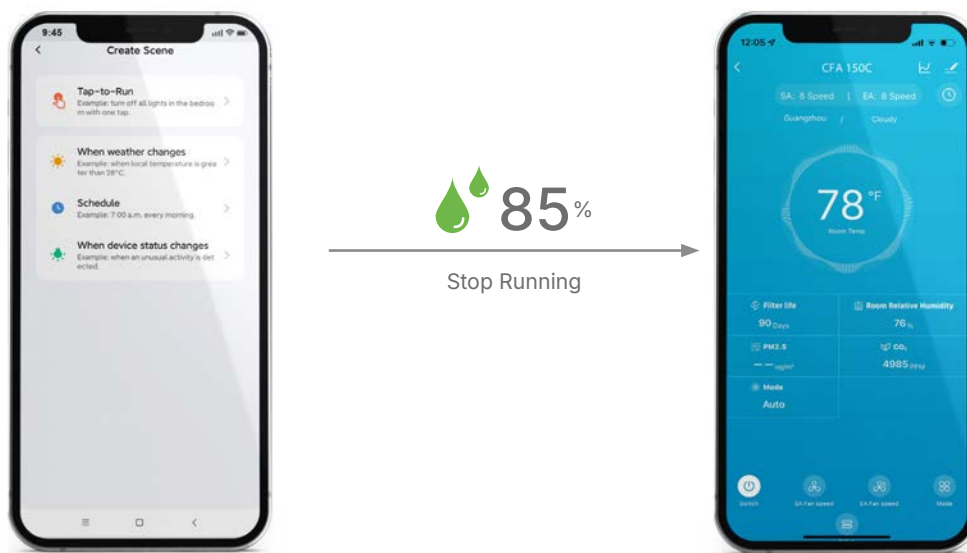 9:45
Create Scene
Tap-to-Run
Example: turn off all lights in the bedroo
m with one tap.
When weather changes
Example: when local temperature is grea
ter than 28°C.
Schedule
Example: 7:00 a.m. every morning.
When device status changes
Example: when an unusual activity is det
ected.
85%
Stop Running
12:05
CFA 150C
SA: 8 Speed | EA: 8 Speed
Guangzhou / Cloudy
78 °F
Room Temp
Filter life
90 Days
Room Relative Humidity
76 %
PM2.5
-- ug/m³
CO₂
4985 PPM
Mode
Auto
Switch
SA Fan speed
EA Fan speed
Mode